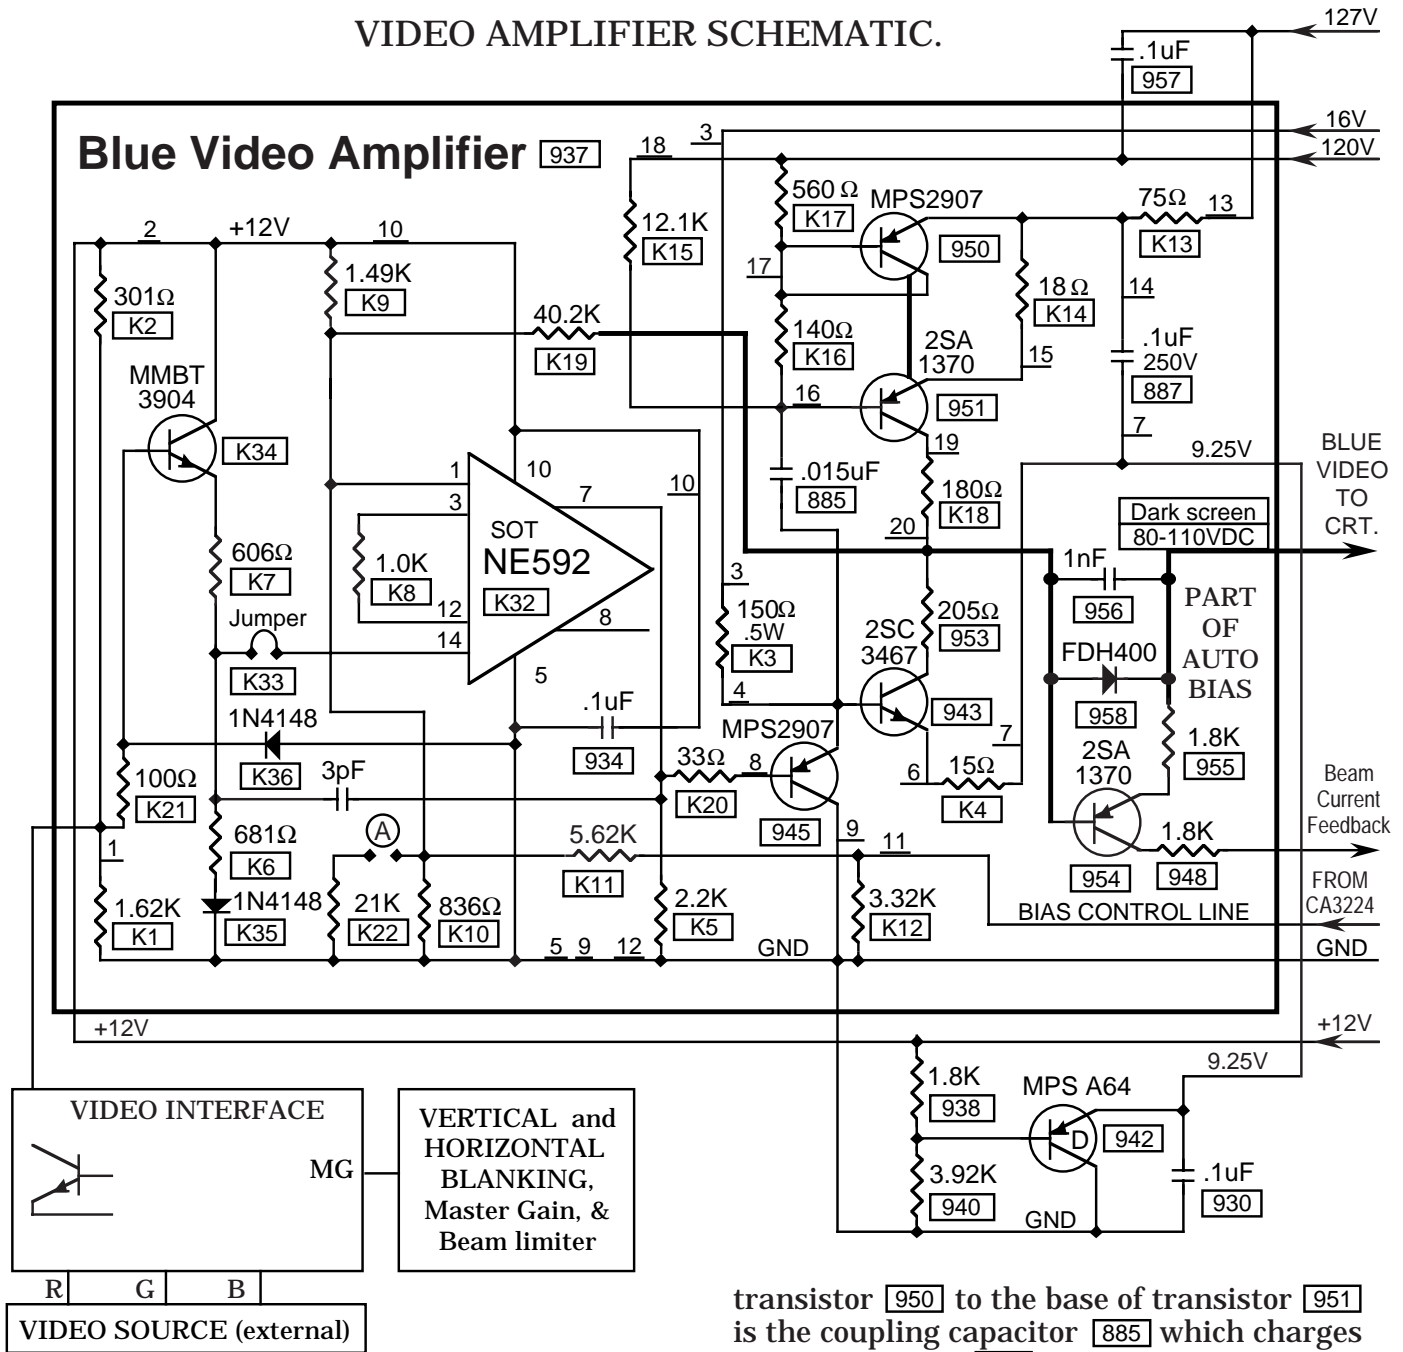 VIDEO AMPLIFIER SCHEMATIC.
127V
.1uF
957
16V
120V
Blue Video Amplifier 937
18
3
560 Ω
K17
MPS2907
950
75Ω
13
K13
12.1K
K15
2
+12V
10
1.49K
K9
301Ω
K2
17
18 Ω
K14
14
40.2K
K19
140Ω
K16
2SA
1370
15
.1uF
250V
887
MMBT
3904
K34
16
951
7
19
9.25V
BLUE
VIDEO
TO
CRT.
1
10
3
7
10
.015uF
885
180Ω
K18
SOT
NE592
K32
20
Dark screen
80-110VDC
606Ω
K7
1.0K
K8
12
8
14
5
Jumper
K33
3
150Ω
.5W
K3
4
1nF
956
PART
OF
AUTO
BIAS
205Ω
953
2SC
3467
943
FDH400
958
1N4148
K36
.1uF
934
MPS2907
7
2SA
1370
1.8K
955
100Ω
K21
3pF
33Ω
K20
8
945
6
15Ω
K4
Beam
Current
Feedback
1
681Ω
K6
A
5.62K
K11
9
11
954
1.8K
948
1.62K
K1
1N4148
K35
21K
K22
836Ω
K10
2.2K
K5
3.32K
K12
BIAS CONTROL LINE
FROM
CA3224
5 9 12
GND
GND
+12V
+12V
9.25V
1.8K
938
MPS A64
D
942
3.92K
940
.1uF
930
GND
VIDEO INTERFACE
MG
VERTICAL and
HORIZONTAL
BLANKING,
Master Gain, &
Beam limiter
R G B
VIDEO SOURCE (external)
transistor 950 to the base of transistor 951
is the coupling capacitor 885 which charges